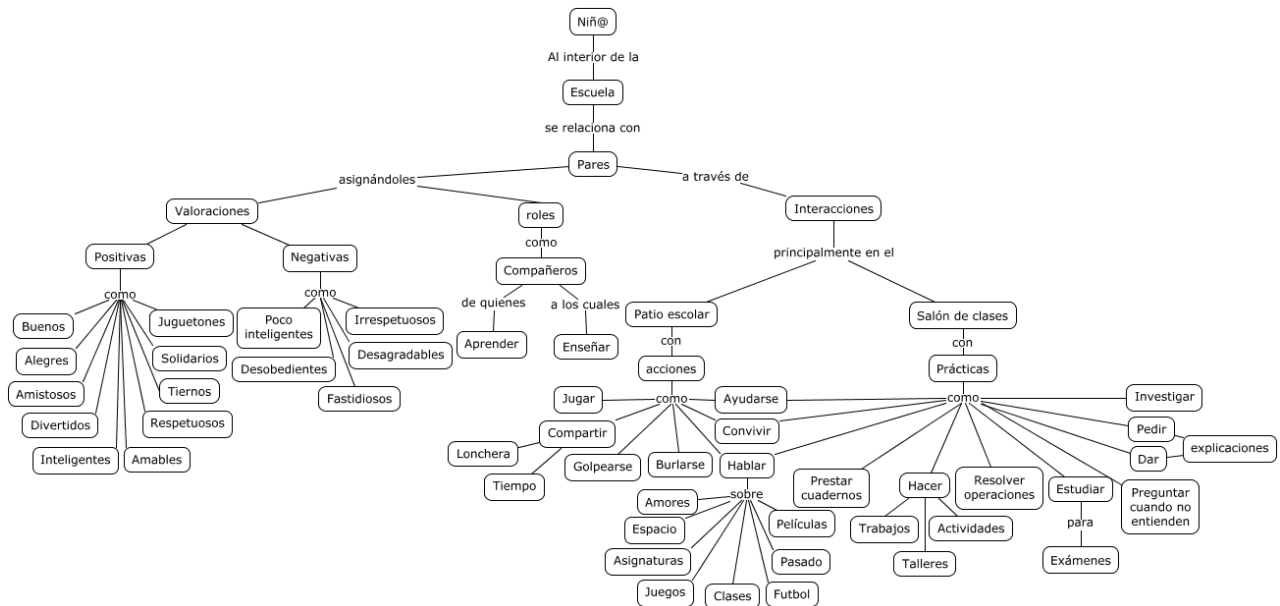 Niñ@
Al interior de la
Escuela
se relaciona con
Pares
asignándoles
a través de
Valoraciones
roles
Interacciones
como
principalmente en el
Positivas
Negativas
Compañeros
como
como
de quienes
a los cuales
Buenos
Juguetones
Poco
inteligentes
Irrespetuosos
Aprender
Enseñar
Patio escolar
Salón de clases
Alegres
Solidarios
Desobedientes
Desagradables
con
con
Amistosos
Tiernos
Fastidiosos
acciones
Prácticas
Divertidos
Respetuosos
Jugar
como
Ayudarse
como
Investigar
Inteligentes
Amables
Compartir
Convivir
Pedir
Lonchera
Golpearse
Burlarse
Hablar
Dar
explicaciones
Tiempo
sobre
Prestar
cuadernos
Hacer
Resolver
operaciones
Estudiar
Preguntar
cuando no
entienden
Amores
Espacio
Películas
Trabajos
Actividades
para
Asignaturas
Pasado
Talleres
Exámenes
Juegos
Clases
Futbol